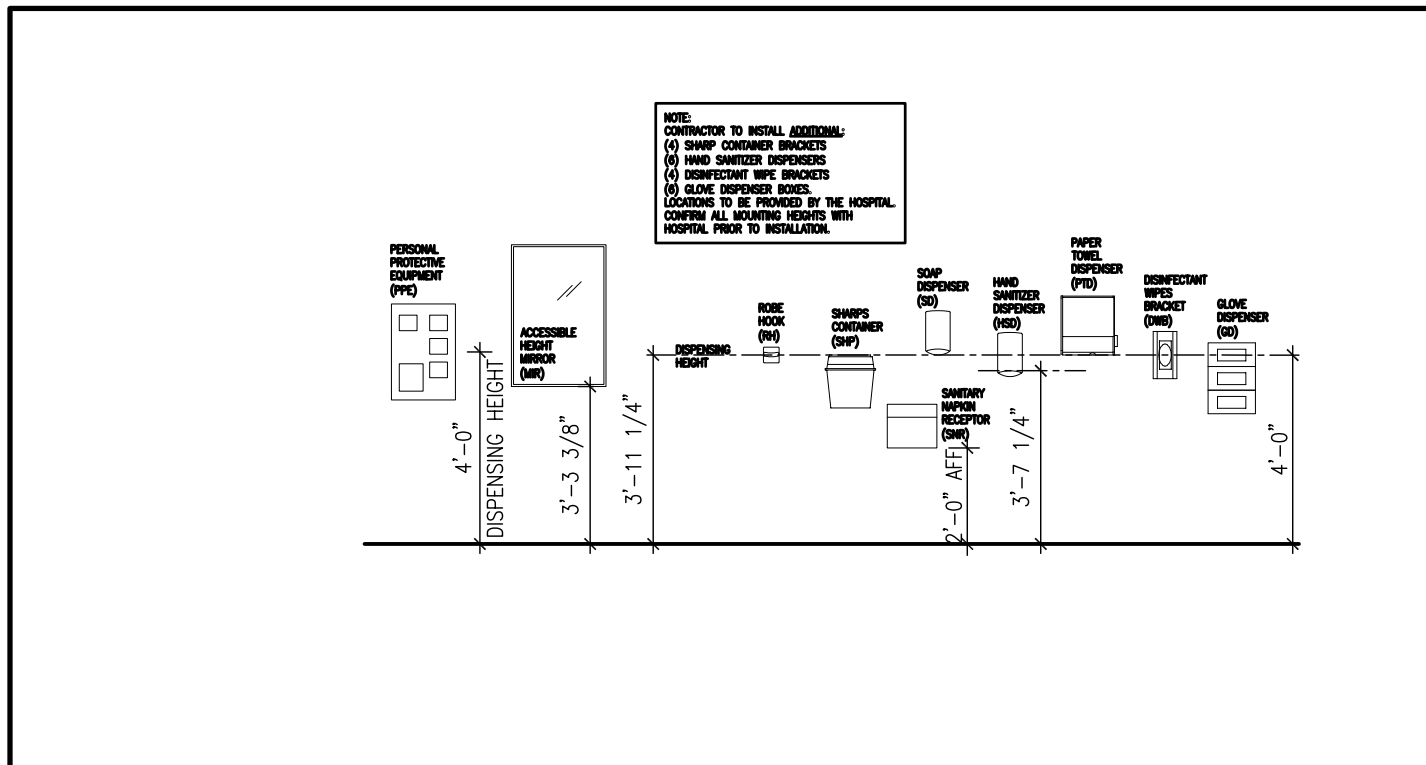 NOTE:
CONTRACTOR TO INSTALL ADDITIONAL:
(4) SHARP CONTAINER BRACKETS
(6) HAND SANITIZER DISPENSERS
(4) DISINFECTANT WIPE BRACKETS
(6) GLOVE DISPENSER BOXES.
LOCATIONS TO BE PROVIDED BY THE HOSPITAL.
CONFIRM ALL MOUNTING HEIGHTS WITH
HOSPITAL PRIOR TO INSTALLATION.
PERSONAL
PROTECTIVE
EQUIPMENT
(PPE)
ACCESSIBLE
HEIGHT
MIRROR
(MIR)
DISPENSING
HEIGHT
ROBE
HOOK
(RH)
SHARPS
CONTAINER
(SHP)
SOAP
DISPENSER
(SD)
HAND
SANITIZER
DISPENSER
(HSD)
PAPER
TOWEL
DISPENSER
(PTD)
DISINFECTANT
WIPES
BRACKET
(DWB)
GLOVE
DISPENSER
(GD)
SANITARY
NAPKIN
RECEPTOR
(SNR)
4'-0"
DISPENSING HEIGHT
3'-3 3/8"
3'-11 1/4"
2'-0" AFF
3'-7 1/4"
4'-0"